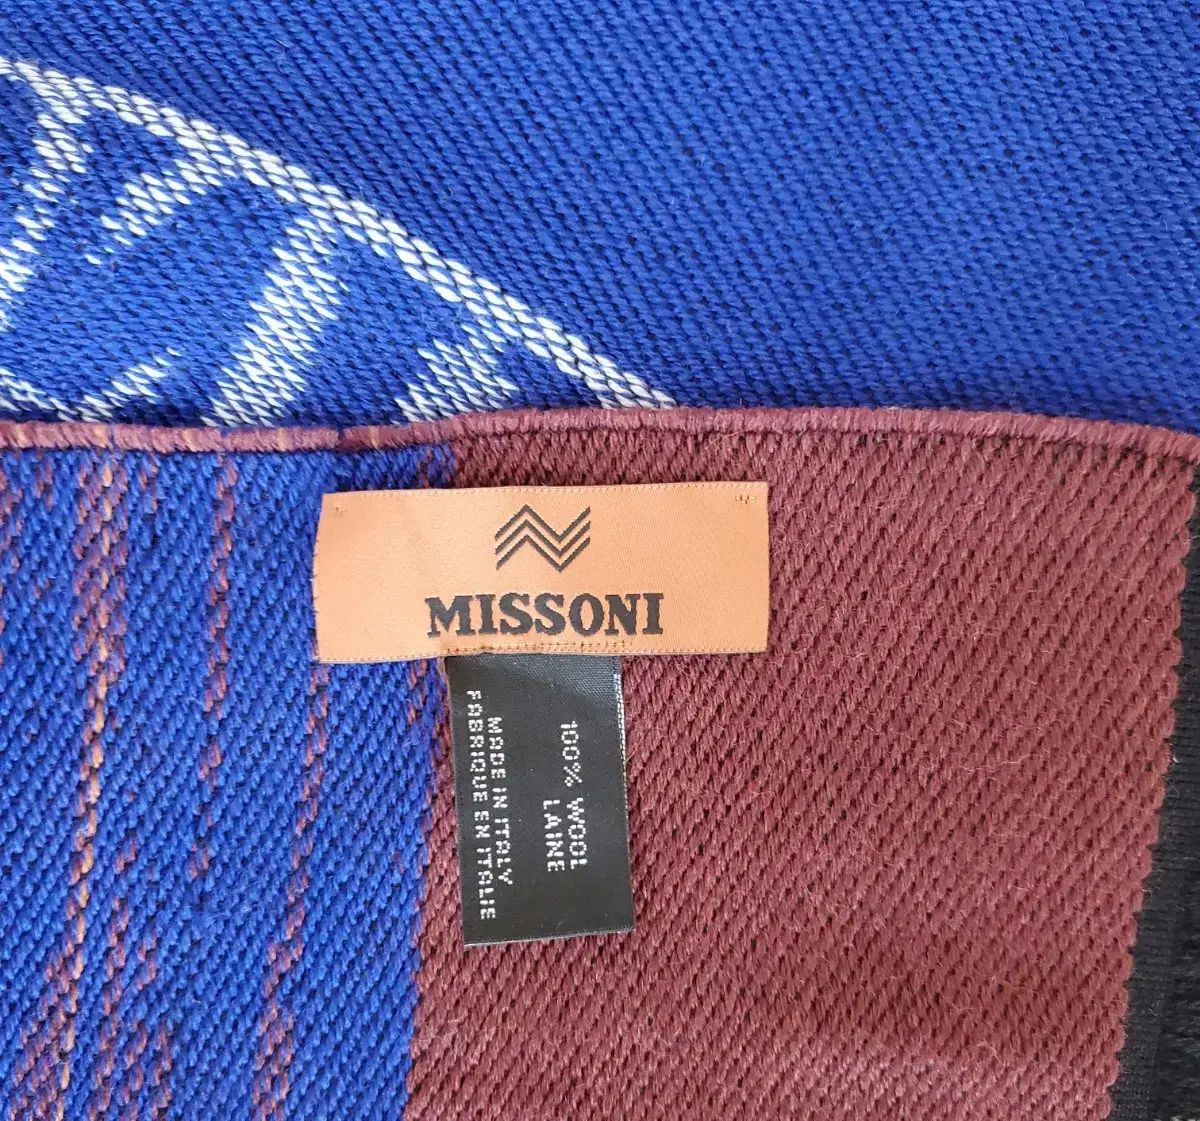 MISSONI
100% WOOL
LAINE
MADE IN ITALY
FABRIQUE EN ITALIE